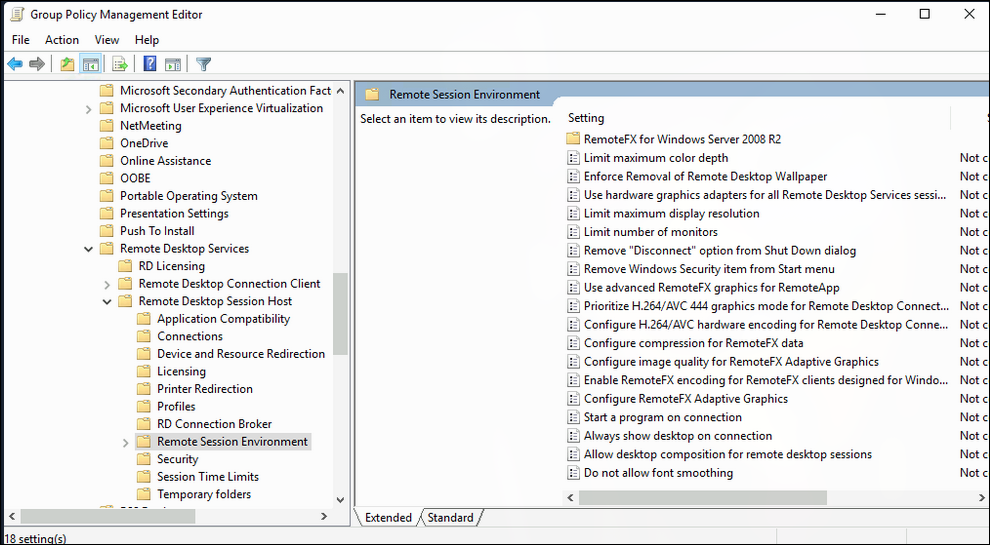 Group Policy Management Editor
File Action View Help
Microsoft Secondary Authentication Fact
Microsoft User Experience Virtualization
NetMeeting
OneDrive
Online Assistance
OOBE
Portable Operating System
Presentation Settings
Push To Install
Remote Desktop Services
RD Licensing
Remote Desktop Connection Client
Remote Desktop Session Host
Application Compatibility
Connections
Device and Resource Redirection
Licensing
Printer Redirection
Profiles
RD Connection Broker
Remote Session Environment
Security
Session Time Limits
Temporary folders
Remote Session Environment
Select an item to view its description.
Setting
RemoteFX for Windows Server 2008 R2
Limit maximum color depth Not c
Enforce Removal of Remote Desktop Wallpaper Not c
Use hardware graphics adapters for all Remote Desktop Services sessi... Not c
Limit maximum display resolution Not c
Limit number of monitors Not c
Remove "Disconnect" option from Shut Down dialog Not c
Remove Windows Security item from Start menu Not c
Use advanced RemoteFX graphics for RemoteApp Not c
Prioritize H.264/AVC 444 graphics mode for Remote Desktop Connect... Not c
Configure H.264/AVC hardware encoding for Remote Desktop Conne... Not c
Configure compression for RemoteFX data Not c
Configure image quality for RemoteFX Adaptive Graphics Not c
Enable RemoteFX encoding for RemoteFX clients designed for Windo... Not c
Configure RemoteFX Adaptive Graphics Not c
Start a program on connection Not c
Always show desktop on connection Not c
Allow desktop composition for remote desktop sessions Not c
Do not allow font smoothing Not c
Extended Standard
18 setting(s)